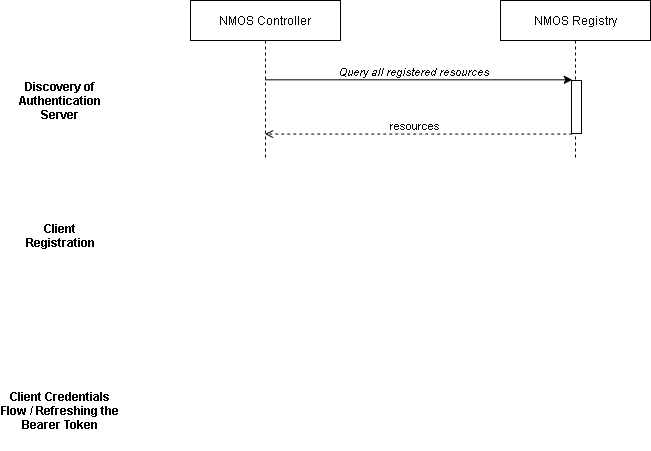 NMOS Controller
NMOS Registry
Query all registered resources
Discovery of
Authentication
Server
resources
Client
Registration
Client Credentials
Flow / Refreshing the
Bearer Token